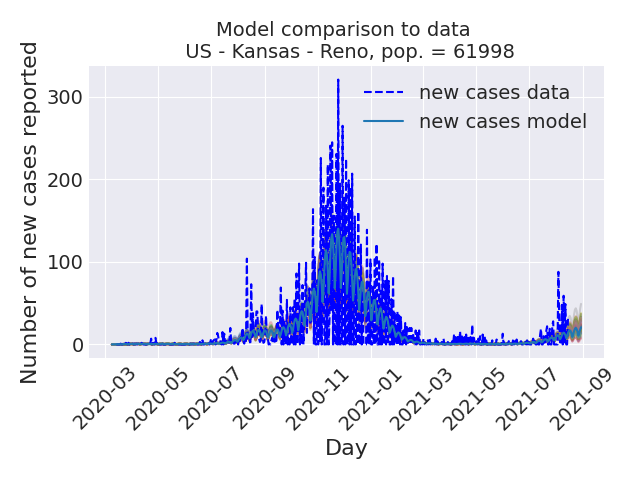 Model comparison to data
US - Kansas - Reno, pop. = 61998
Number of new cases reported
300
200
100
0
new cases data
new cases model
2020-03
2020-05
2020-07
2020-09
2020-11
2021-01
2021-03
2021-05
2021-07
2021-09
Day